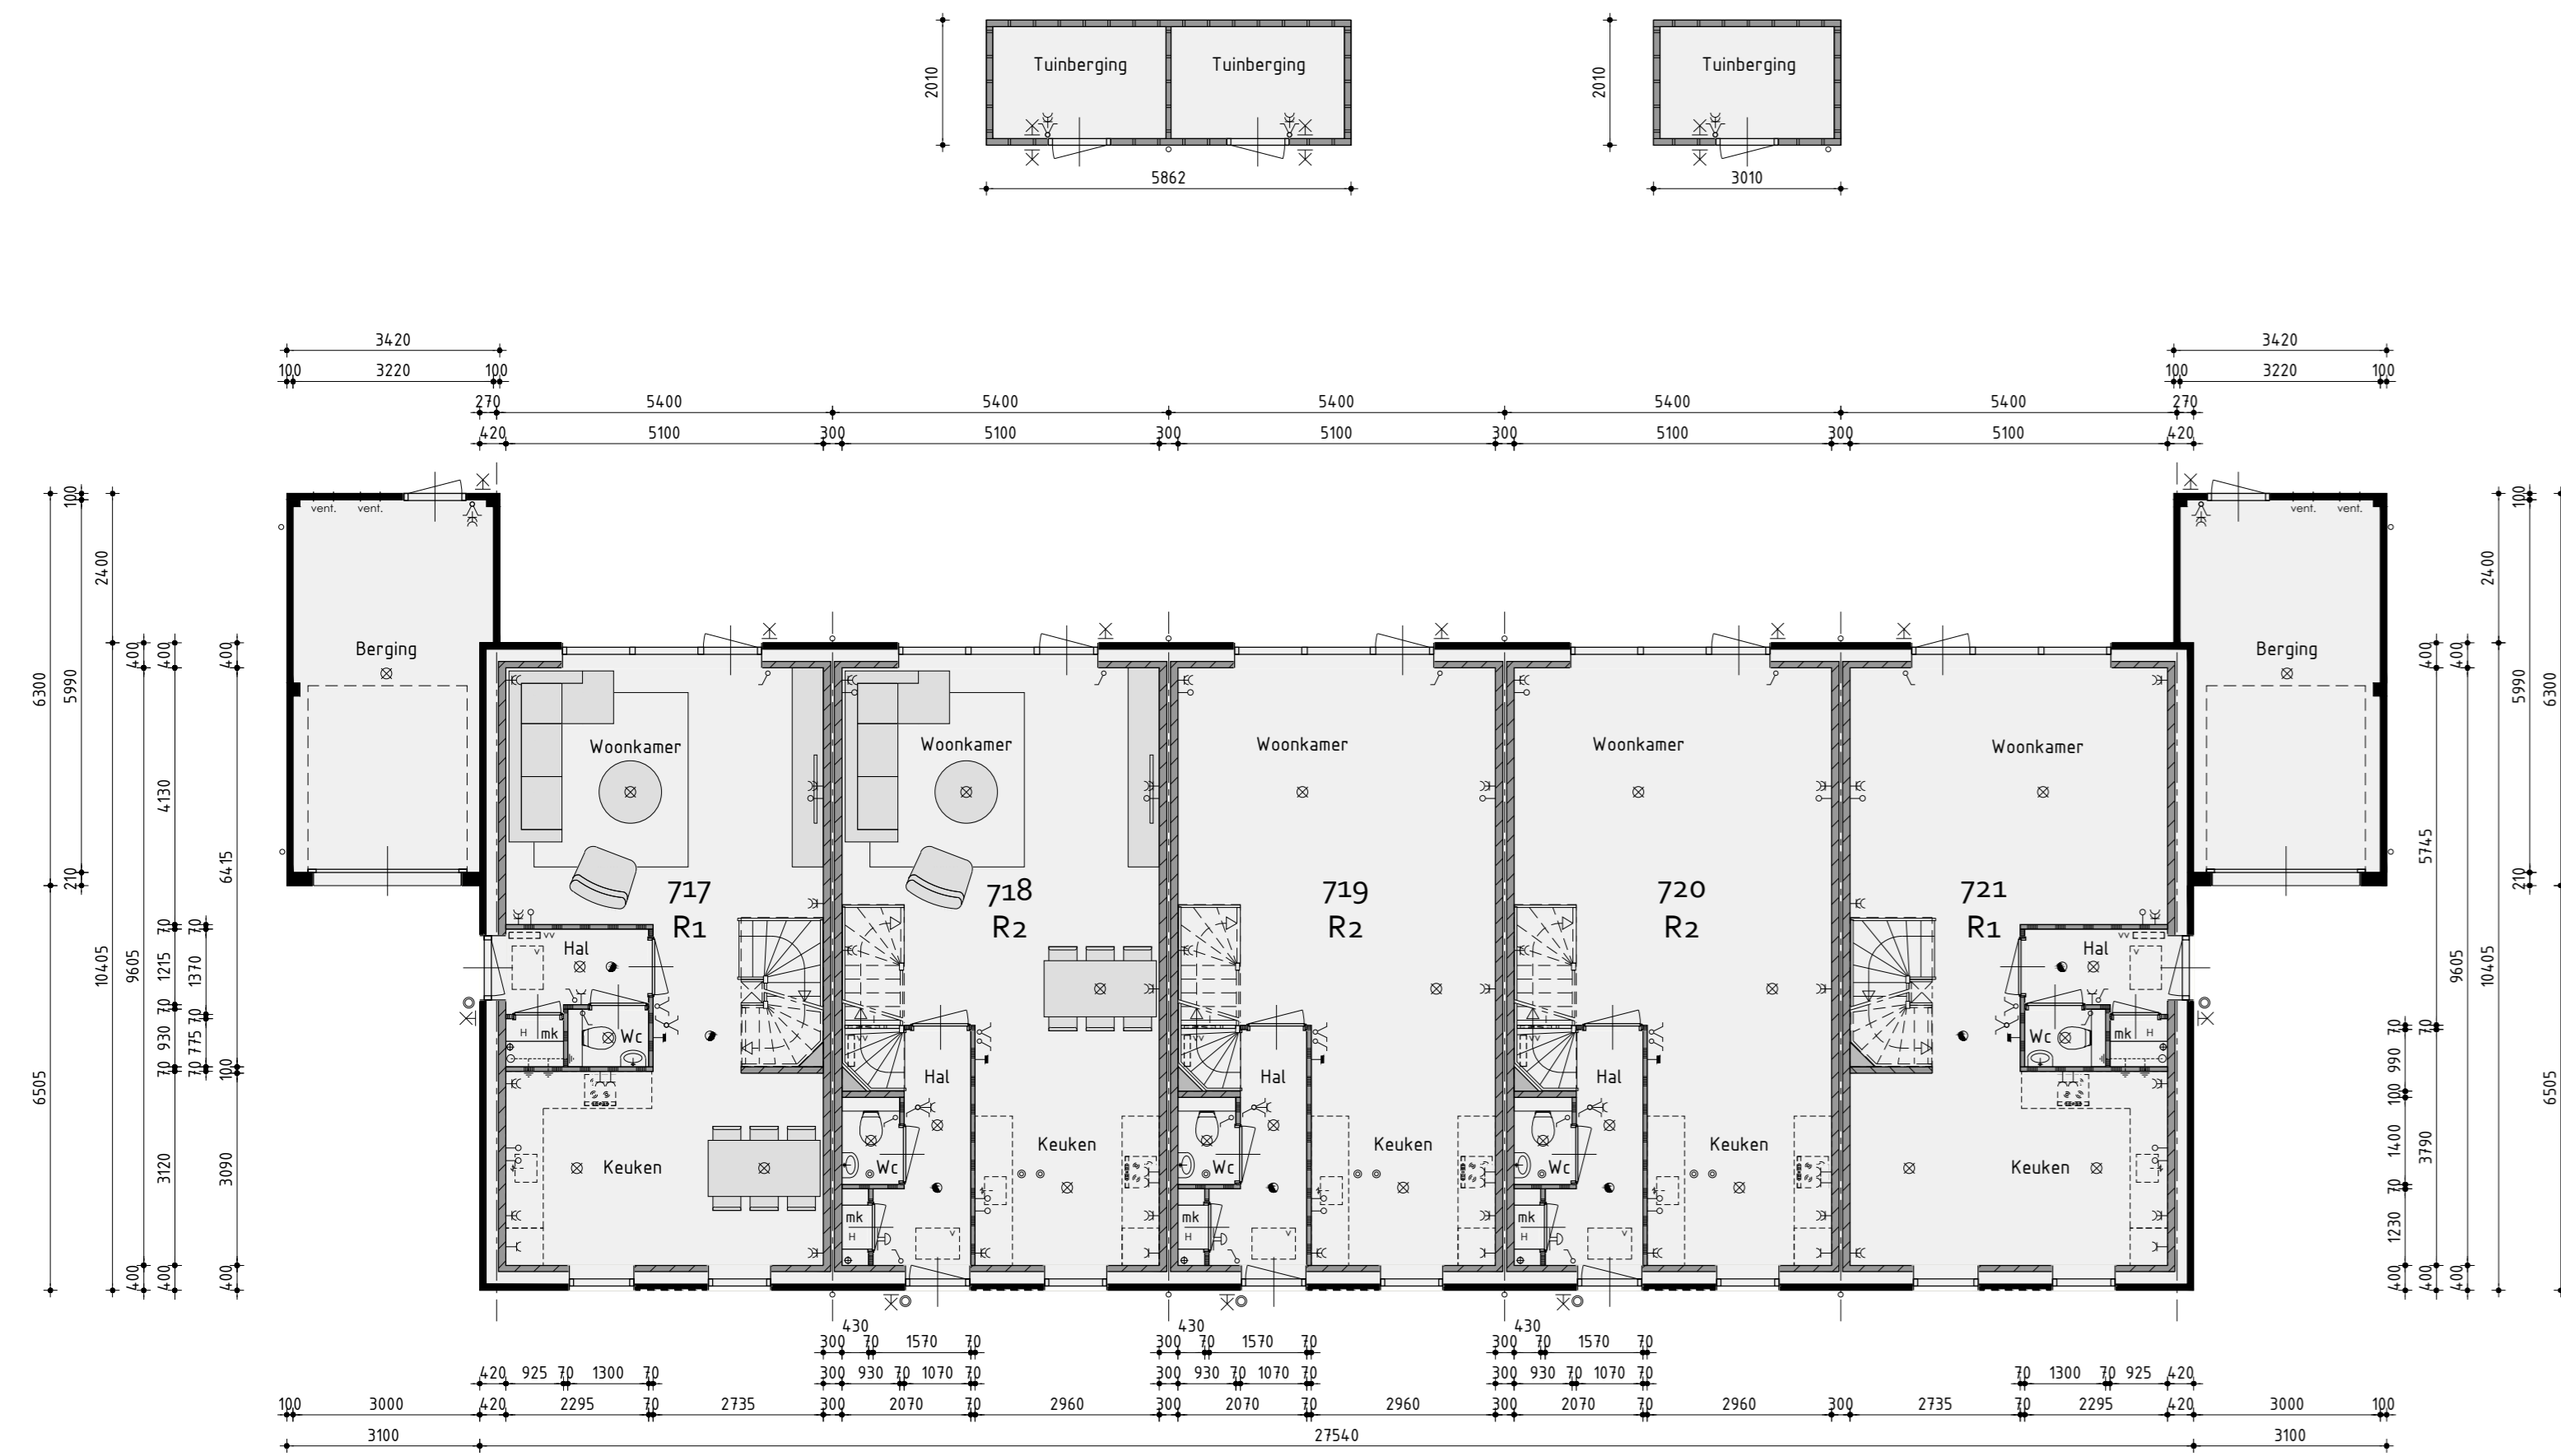 Tuinberging Tuinberging Tuinberging
2010 2010
5862 3010
3420 3420
100 3220 100 100 3220 100
270 5400 5400 5400 5400 5400 270
420 5100 300 5100 300 5100 300 5100 300 5100 420
vent. vent. vent. vent.
100 100
2400 2400
Berging Berging
400 400 400 400 400
6300 5990 5990 6300
Woonkamer Woonkamer Woonkamer Woonkamer Woonkamer
4130
5745
6415
210 210
717 718 719 720 721
R1 R2 R2 R2 R1
70 70
vv
Hal Hal
v v
10405 9605 1215 1370 9605 10405
70 70
H mk Wc Wc mk H
930 775
70 70 100
70 70
990
100
vv vv vv
Hal Hal Hal
6505 3120 3090 1400 3790 6505
Keuken Keuken Keuken Keuken Keuken
Wc Wc Wc
70
1230
mk mk mk
H H H
v v v
400 400 400 400 400 400
430 430 430
300 70 1570 70 300 70 1570 70 300 70 1570 70
420 925 70 1300 70 300 930 70 1070 70 300 930 70 1070 70 300 930 70 1070 70 70 1300 70 925 420
100 3000 420 2295 70 2735 300 2070 70 2960 300 2070 70 2960 300 2070 70 2960 300 2735 70 2295 420 3000 100
3100 27540 3100